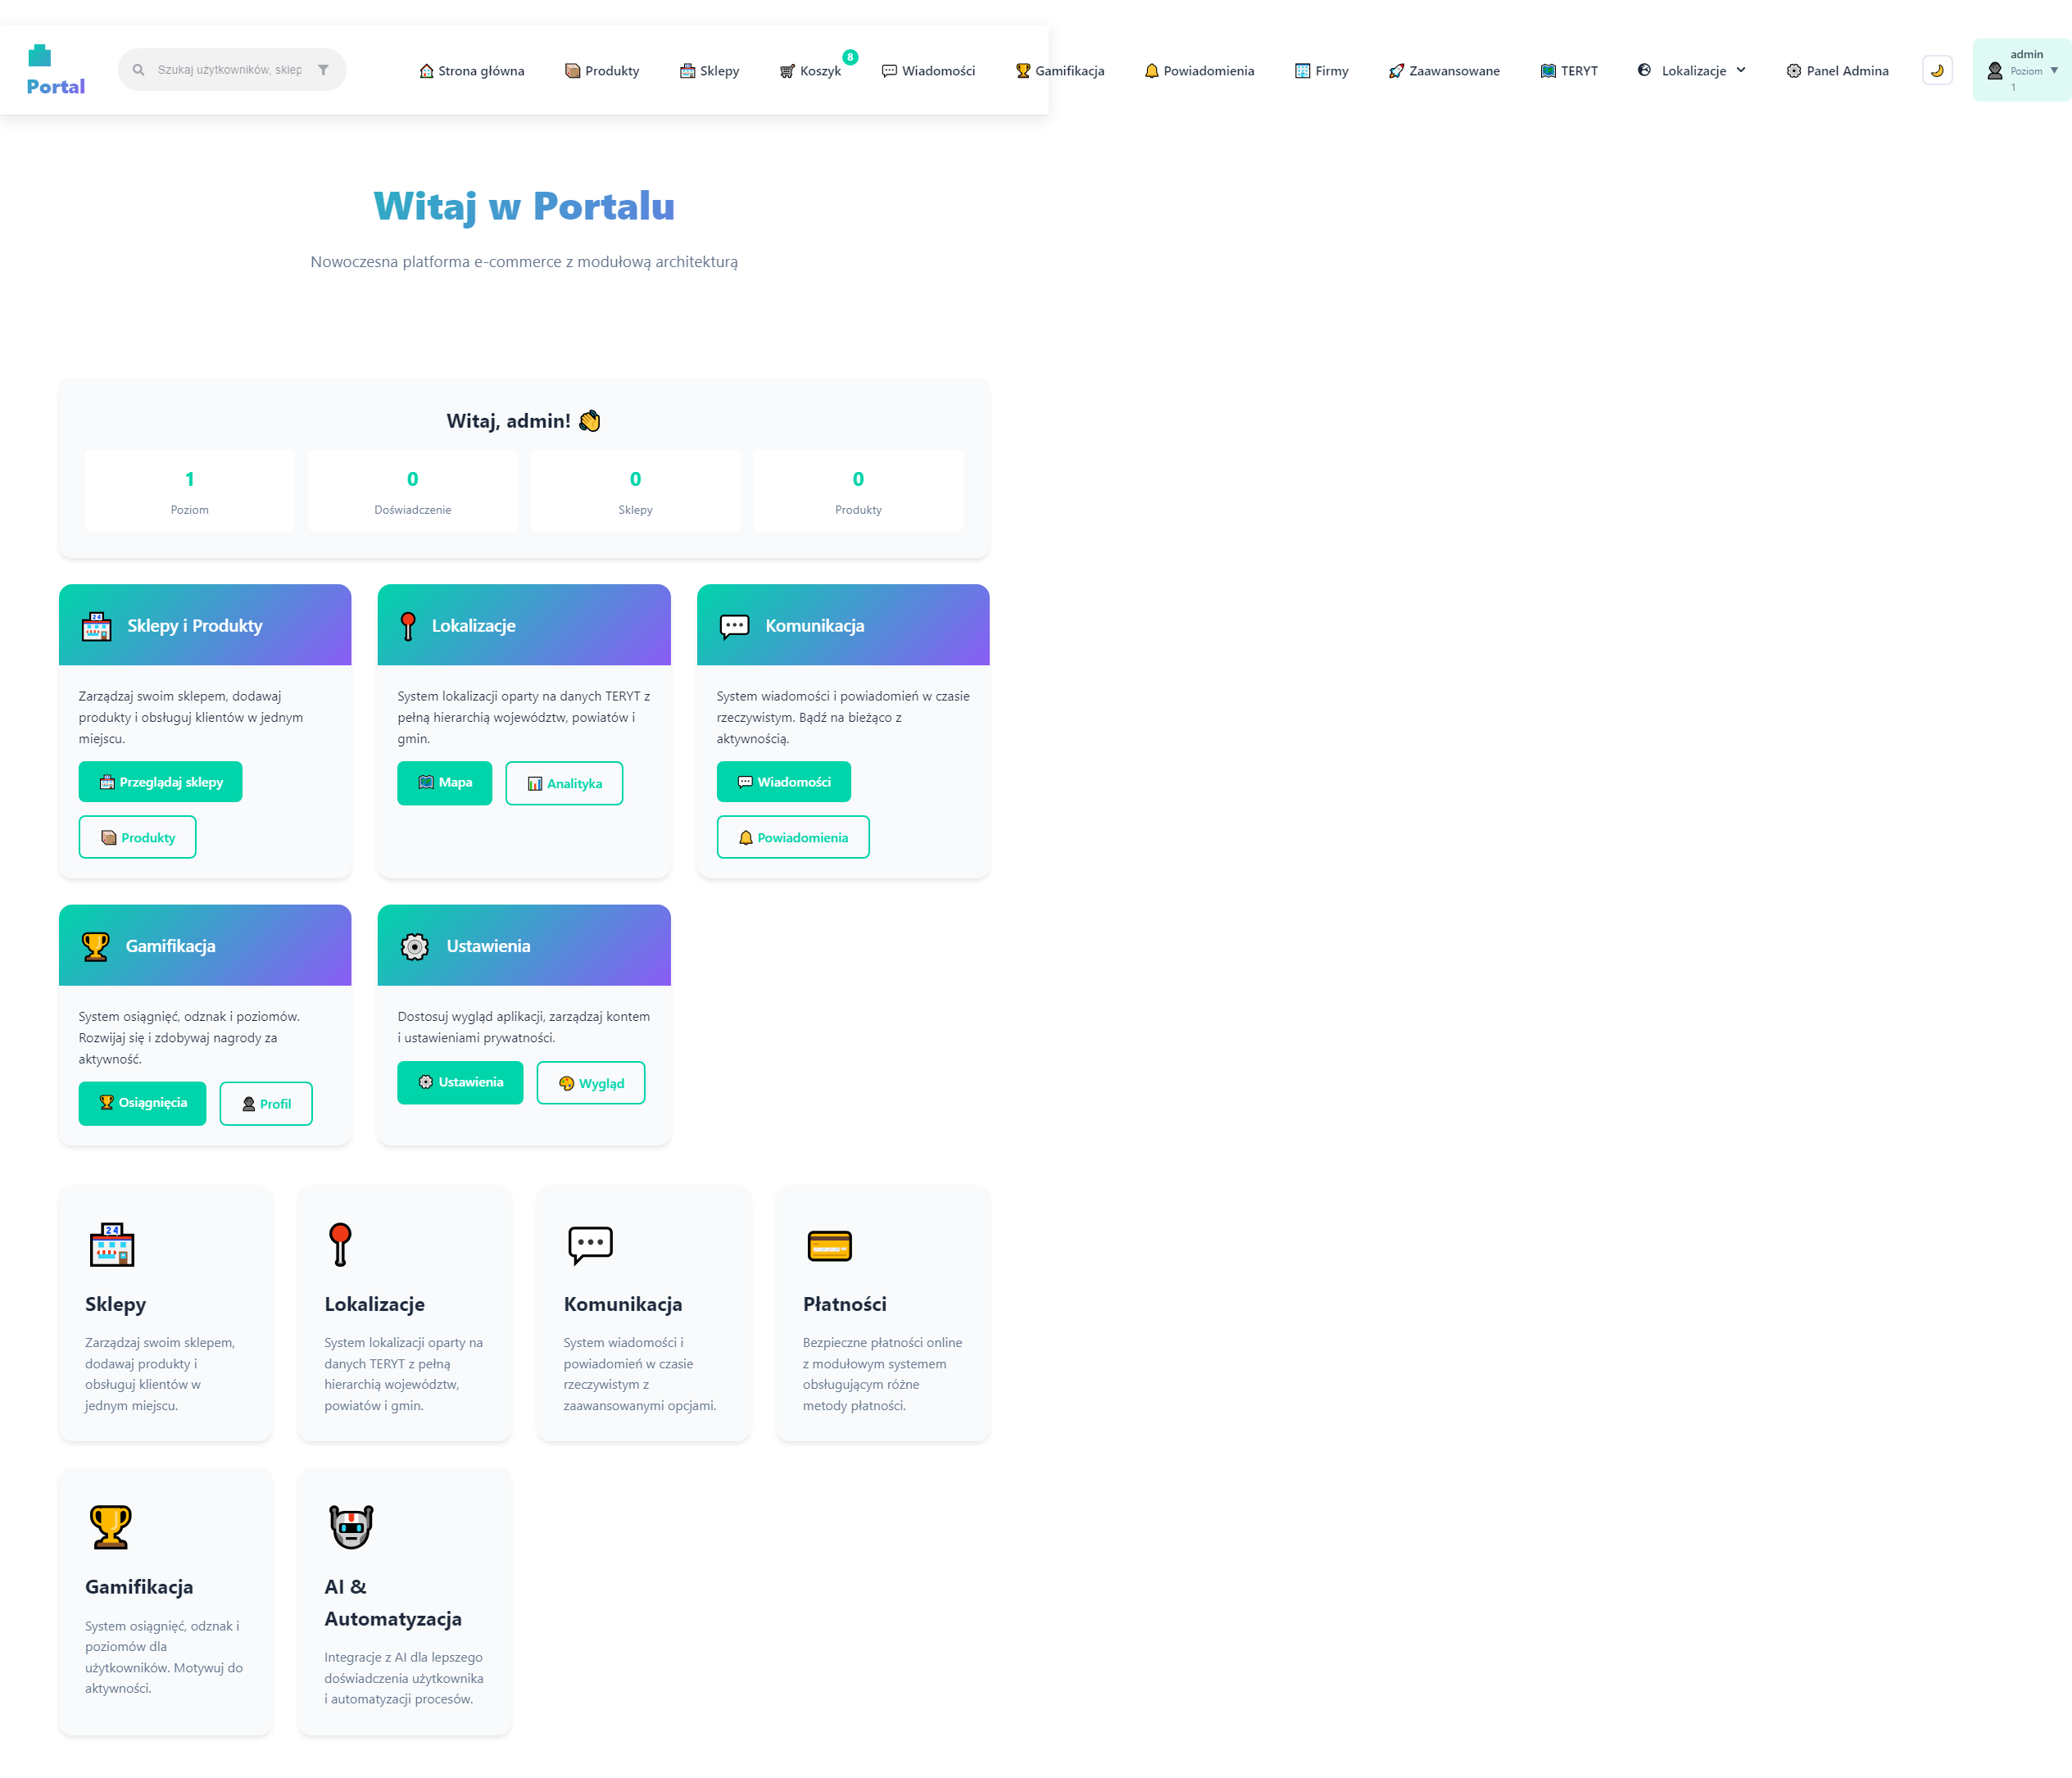 Portal
Szukaj użytkowników, sklep
Strona główna
Produkty
Sklepy
Koszyk
8
Wiadomości
Gamifikacja
Powiadomienia
Firmy
Zaawansowane
TERYT
Lokalizacje
Panel Admina
admin
Poziom
1
Witaj w Portalu
Nowoczesna platforma e-commerce z modułową architekturą
Witaj, admin!
1
Poziom
0
Doświadczenie
0
Sklepy
0
Produkty
Sklepy i Produkty
Zarządzaj swoim sklepem, dodawaj
produkty i obsługuj klientów w jednym
miejscu.
Przeglądaj sklepy
Produkty
Lokalizacje
System lokalizacji oparty na danych TERYT z
pełną hierarchią województw, powiatów i
gmin.
Mapa
Analityka
Komunikacja
System wiadomości i powiadomień w czasie
rzeczywistym. Bądź na bieżąco z
aktywnością.
Wiadomości
Powiadomienia
Gamifikacja
System osiągnięć, odznak i poziomów.
Rozwijaj się i zdobywaj nagrody za
aktywność.
Osiągnięcia
Profil
Ustawienia
Dostosuj wygląd aplikacji, zarządzaj kontem
i ustawieniami prywatności.
Ustawienia
Wygląd
24
Sklepy
Zarządzaj swoim sklepem,
dodawaj produkty i
obsługuj klientów w
jednym miejscu.
Lokalizacje
System lokalizacji oparty na
danych TERYT z pełną
hierarchią województw,
powiatów i gmin.
Komunikacja
System wiadomości i
powiadomień w czasie
rzeczywistym z
zaawansowanymi opcjami.
Płatności
Bezpieczne płatności online
z modułowym systemem
obsługującym różne
metody płatności.
Gamifikacja
System osiągnięć, odznak i
poziomów dla
użytkowników. Motywuj do
aktywności.
AI &
Automatyzacja
Integracje z AI dla lepszego
doświadczenia użytkownika
i automatyzacji procesów.